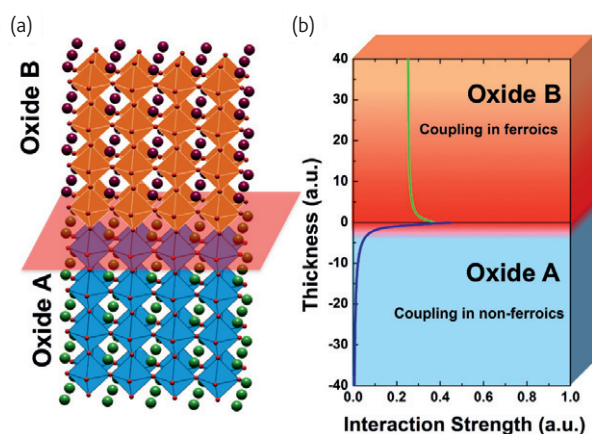 (a)
Oxide B
Oxide A
(b)
40
30
20
10
0
-10
-20
-30
-40
Thickness (a.u.)
Oxide B
Coupling in ferroics
Oxide A
Coupling in non-ferroics
0.0 0.2 0.4 0.6 0.8 1.0
Interaction Strength (a.u.)